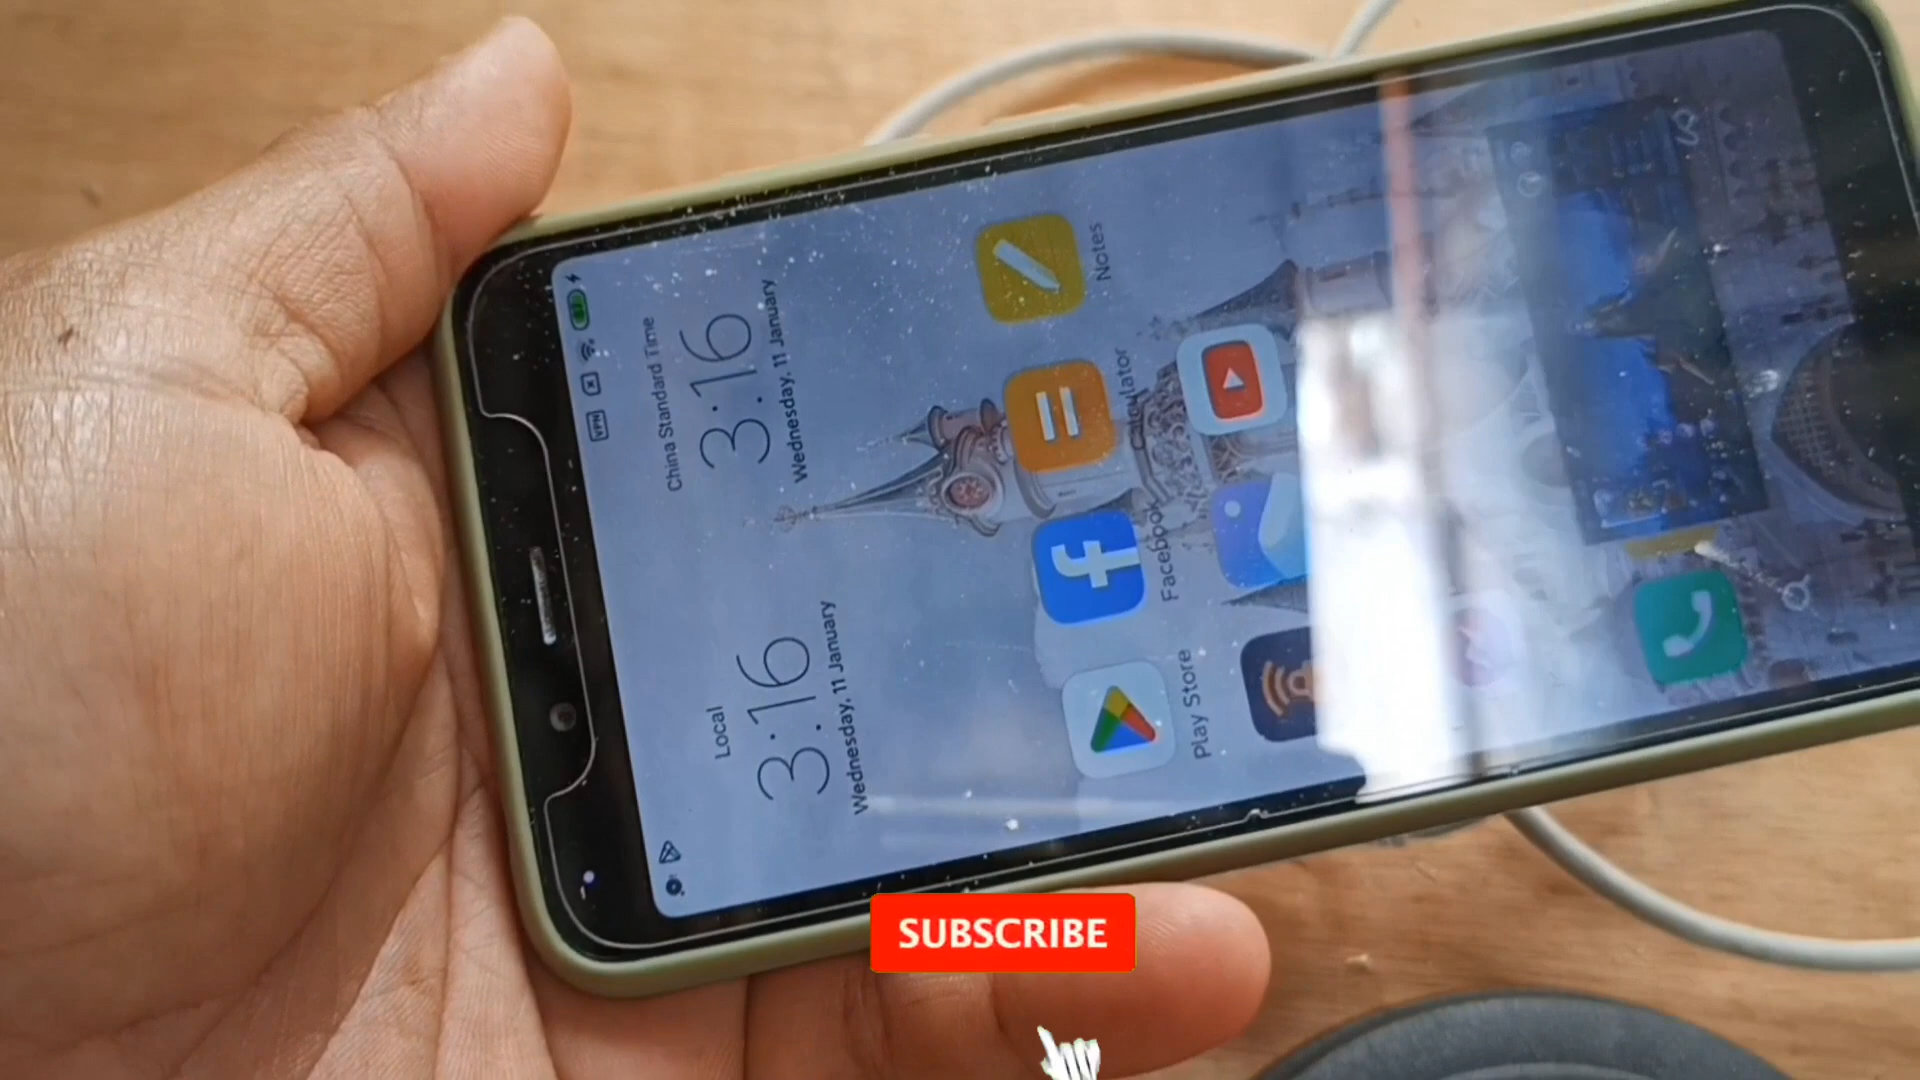 VPN
Local
3:16
Wednesday, 11 January
China Standard Time
3:16
Wednesday, 11 January
Play Store
Facebook
Calculator
Notes
SUBSCRIBE